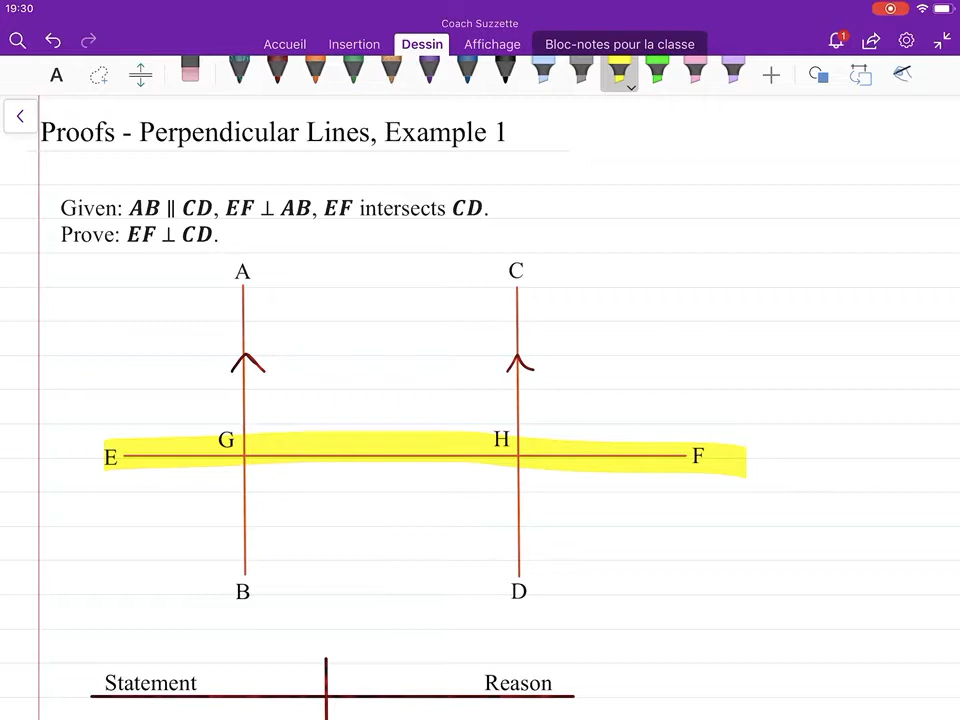 19:30
Coach Suzzette
Accueil Insertion Dessin Affichage Bloc-notes pour la classe
1
A
Proofs - Perpendicular Lines, Example 1
Given: AB ∥ CD, EF ⊥ AB, EF intersects CD.
Prove: EF ⊥ CD.
A C
G H
E F
B D
Statement Reason